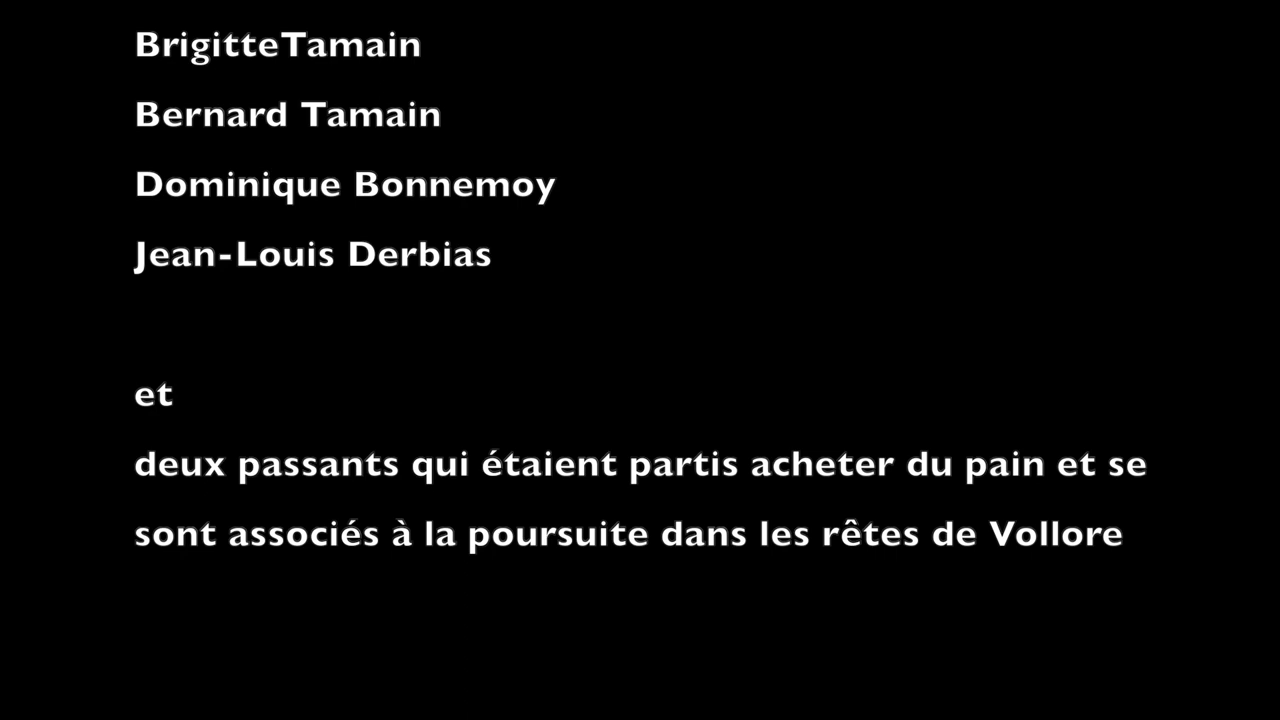 BrigitteTamain
Bernard Tamain
Dominique Bonnemoy
Jean-Louis Derbias
et
deux passants qui étaient partis acheter du pain et se
sont associés à la poursuite dans les rêtes de Vollore